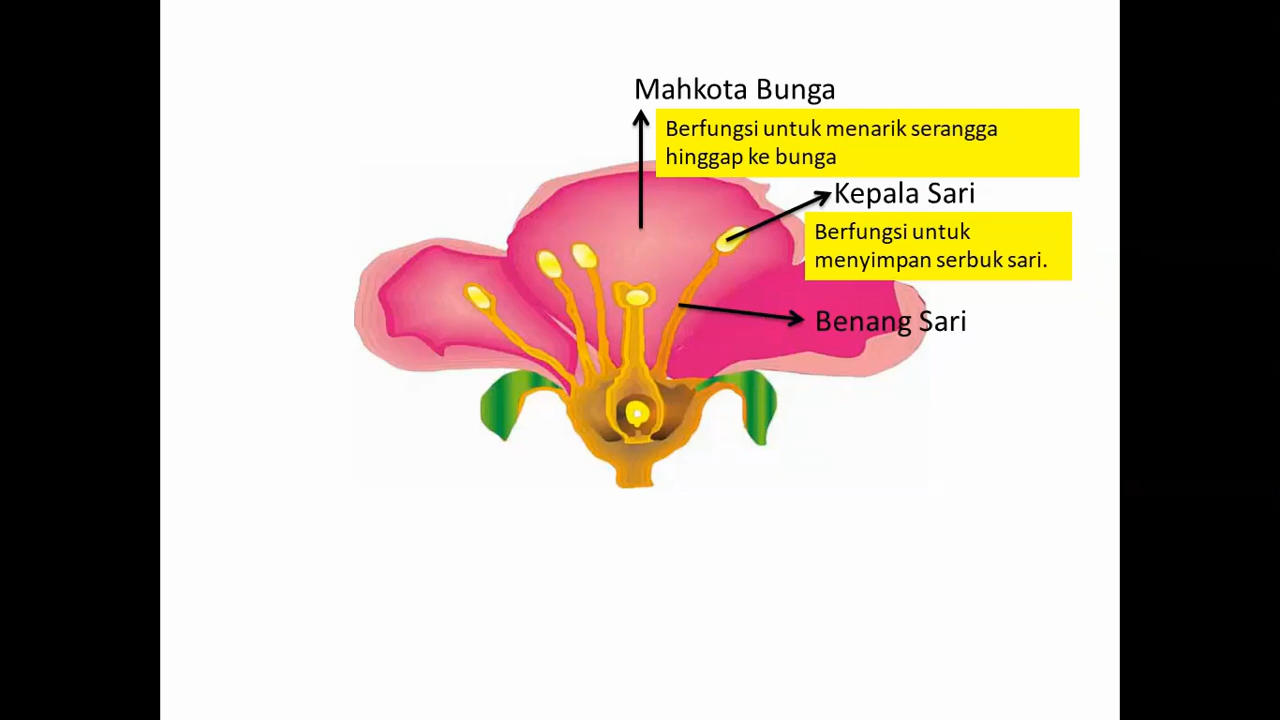 Mahkota Bunga
Berfungsi untuk menarik serangga
hinggap ke bunga
Kepala Sari
Berfungsi untuk
menyimpan serbuk sari.
Benang Sari